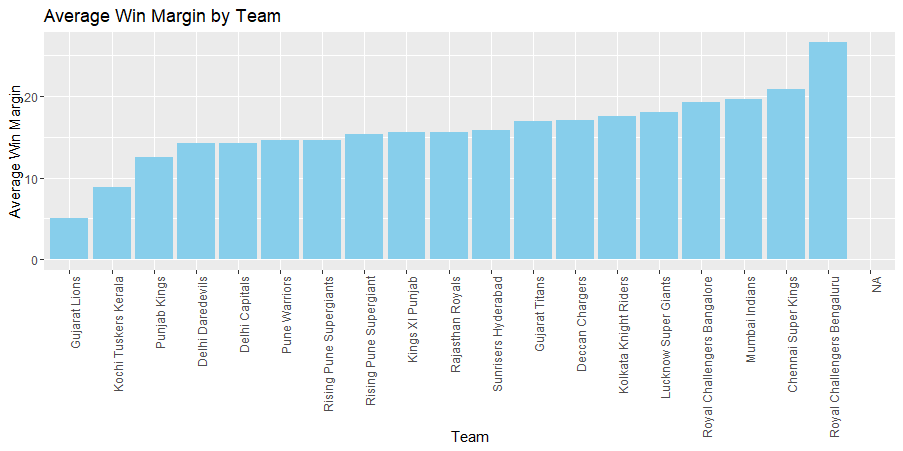 Average Win Margin by Team
Average Win Margin
20
10
0
Gujarat Lions
Kochi Tuskers Kerala
Punjab Kings
Delhi Daredevils
Delhi Capitals
Pune Warriors
Rising Pune Supergiants
Rising Pune Supergiant
Kings XI Punjab
Rajasthan Royals
Sunrisers Hyderabad
Gujarat Titans
Deccan Chargers
Kolkata Knight Riders
Lucknow Super Giants
Royal Challengers Bangalore
Mumbai Indians
Chennai Super Kings
Royal Challengers Bengaluru
NA
Team